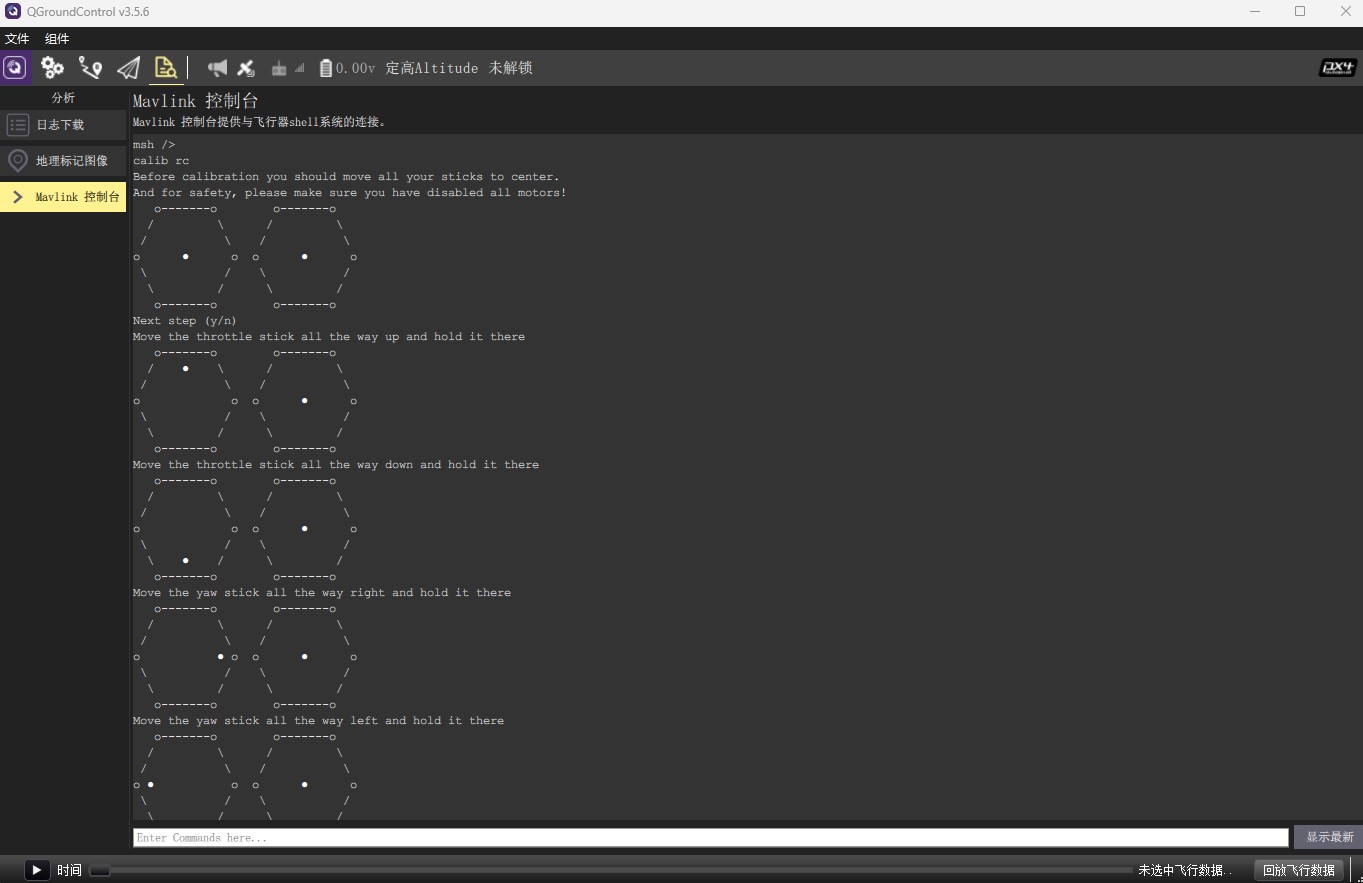 QGroundControl v3.5.6
文件 组件
0.00v 定高Altitude 未解锁
PX4
分析
日志下载
地理标记图像
Mavlink 控制台
Mavlink 控制台
Mavlink 控制台提供与飞行器shell系统的连接。
msh />
calib rc
Before calibration you should move all your sticks to center.
And for safety, please make sure you have disabled all motors!
Next step (y/n)
Move the throttle stick all the way up and hold it there
Move the throttle stick all the way down and hold it there
Move the yaw stick all the way right and hold it there
Move the yaw stick all the way left and hold it there
Enter Commands here...
显示最新
时间
未选中飞行数据..
回放飞行数据